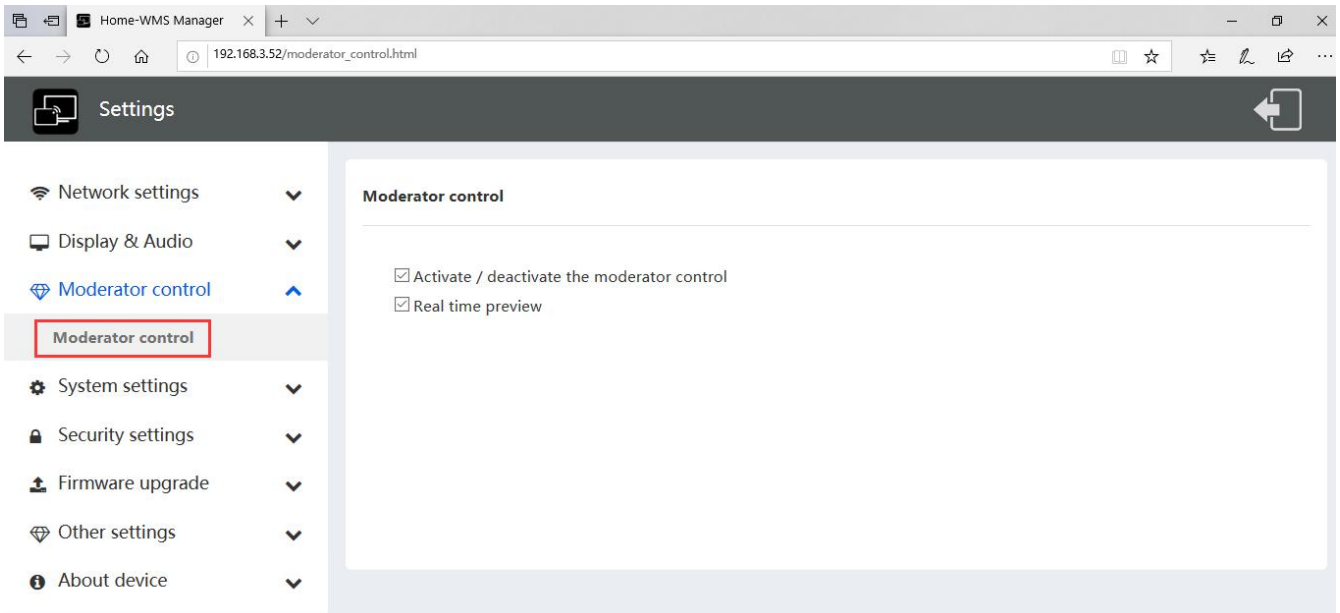 Home-WMS Manager
192.168.3.52/moderator_control.html
Settings
Network settings
Display & Audio
Moderator control
Moderator control
System settings
Security settings
Firmware upgrade
Other settings
About device
Moderator control
Activate / deactivate the moderator control
Real time preview